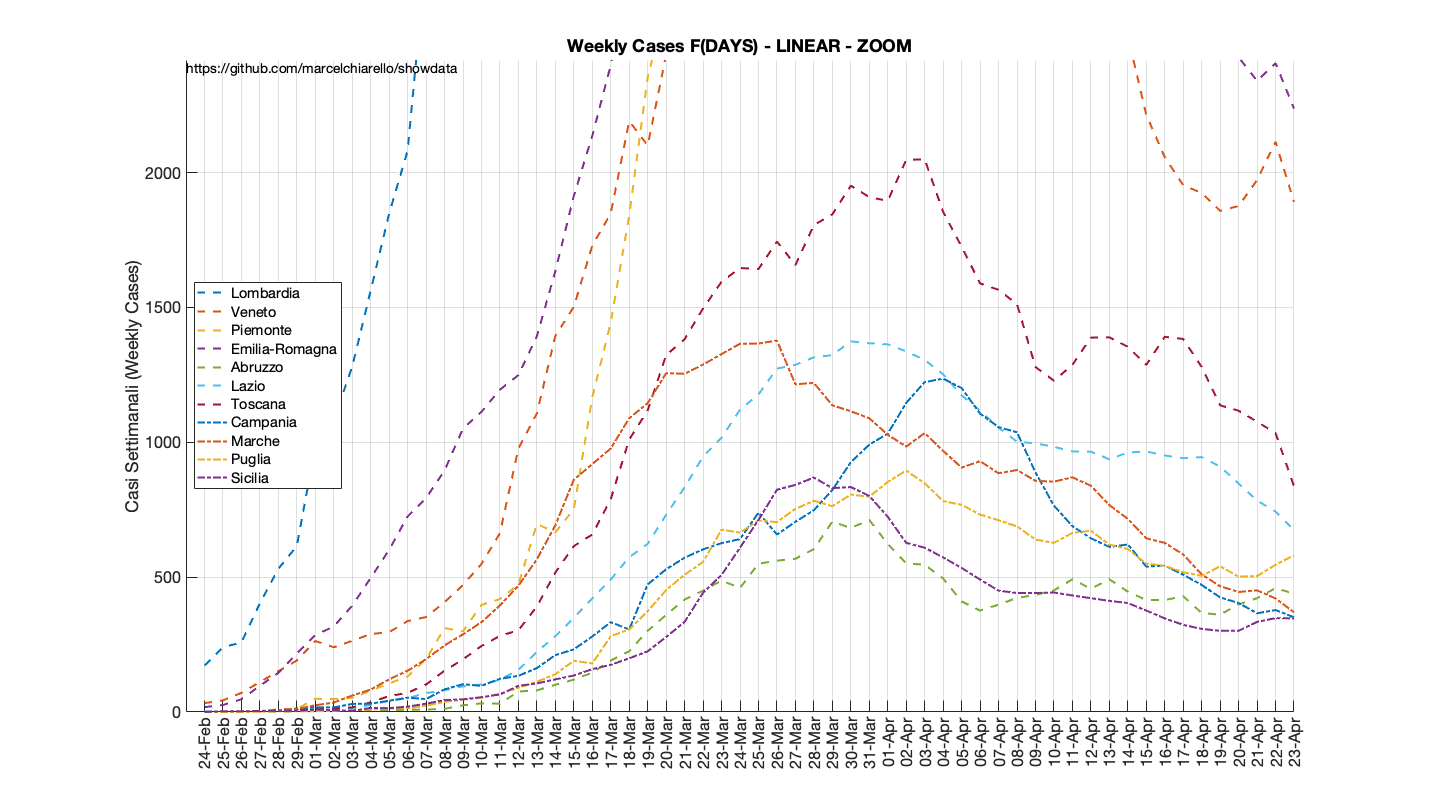 Weekly Cases F(DAYS) - LINEAR - ZOOM
https://github.com/marcelchiarello/showdata
Casi Settimanali (Weekly Cases)
2000
1500
1000
500
0
Lombardia
Veneto
Piemonte
Emilia-Romagna
Abruzzo
Lazio
Toscana
Campania
Marche
Puglia
Sicilia
24-Feb
25-Feb
26-Feb
27-Feb
28-Feb
29-Feb
01-Mar
02-Mar
03-Mar
04-Mar
05-Mar
06-Mar
07-Mar
08-Mar
09-Mar
10-Mar
11-Mar
12-Mar
13-Mar
14-Mar
15-Mar
16-Mar
17-Mar
18-Mar
19-Mar
20-Mar
21-Mar
22-Mar
23-Mar
24-Mar
25-Mar
26-Mar
27-Mar
28-Mar
29-Mar
30-Mar
31-Mar
01-Apr
02-Apr
03-Apr
04-Apr
05-Apr
06-Apr
07-Apr
08-Apr
09-Apr
10-Apr
11-Apr
12-Apr
13-Apr
14-Apr
15-Apr
16-Apr
17-Apr
18-Apr
19-Apr
20-Apr
21-Apr
22-Apr
23-Apr